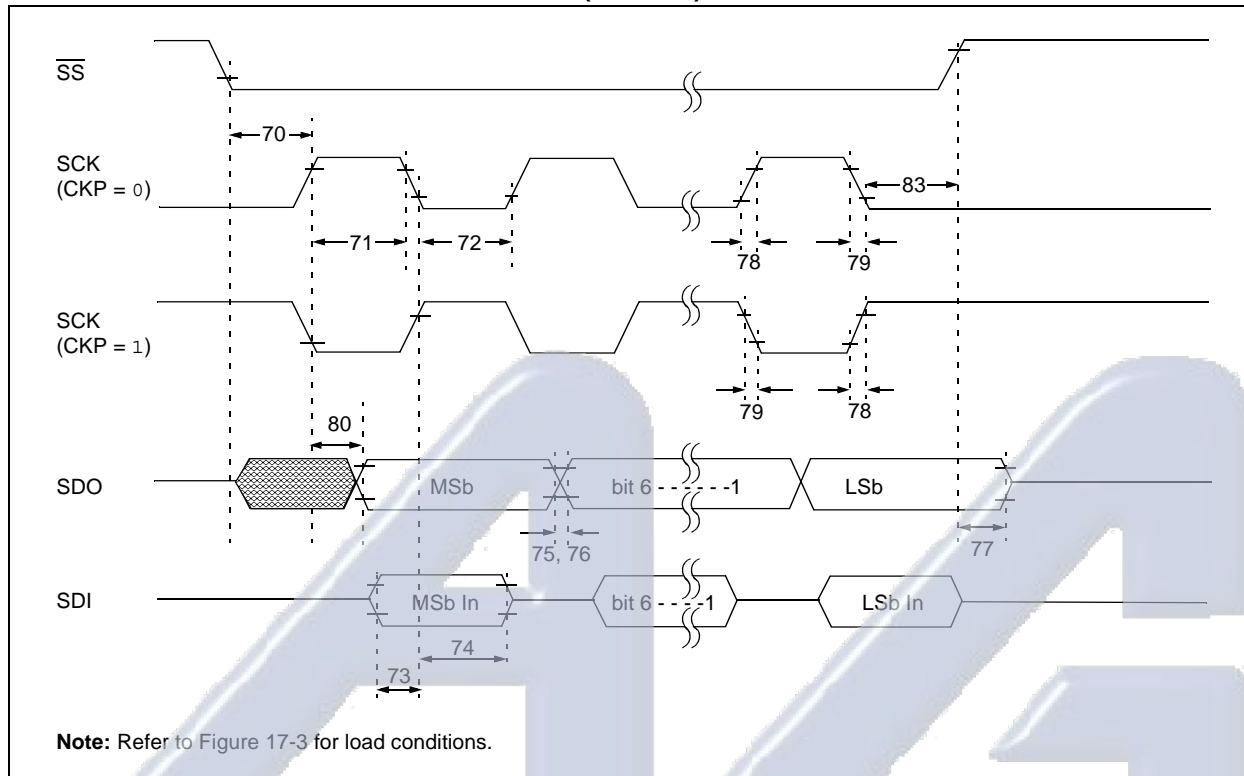 SS
70
SCK
(CKP = 0)
83
71
72
78
79
SCK
(CKP = 1)
79
78
80
SDO
MSb
bit 6 - - - - - - -1
LSb
75, 76
77
SDI
MSb In
bit 6 - - - - -1
LSb In
74
73
Note: Refer to Figure 17-3 for load conditions.